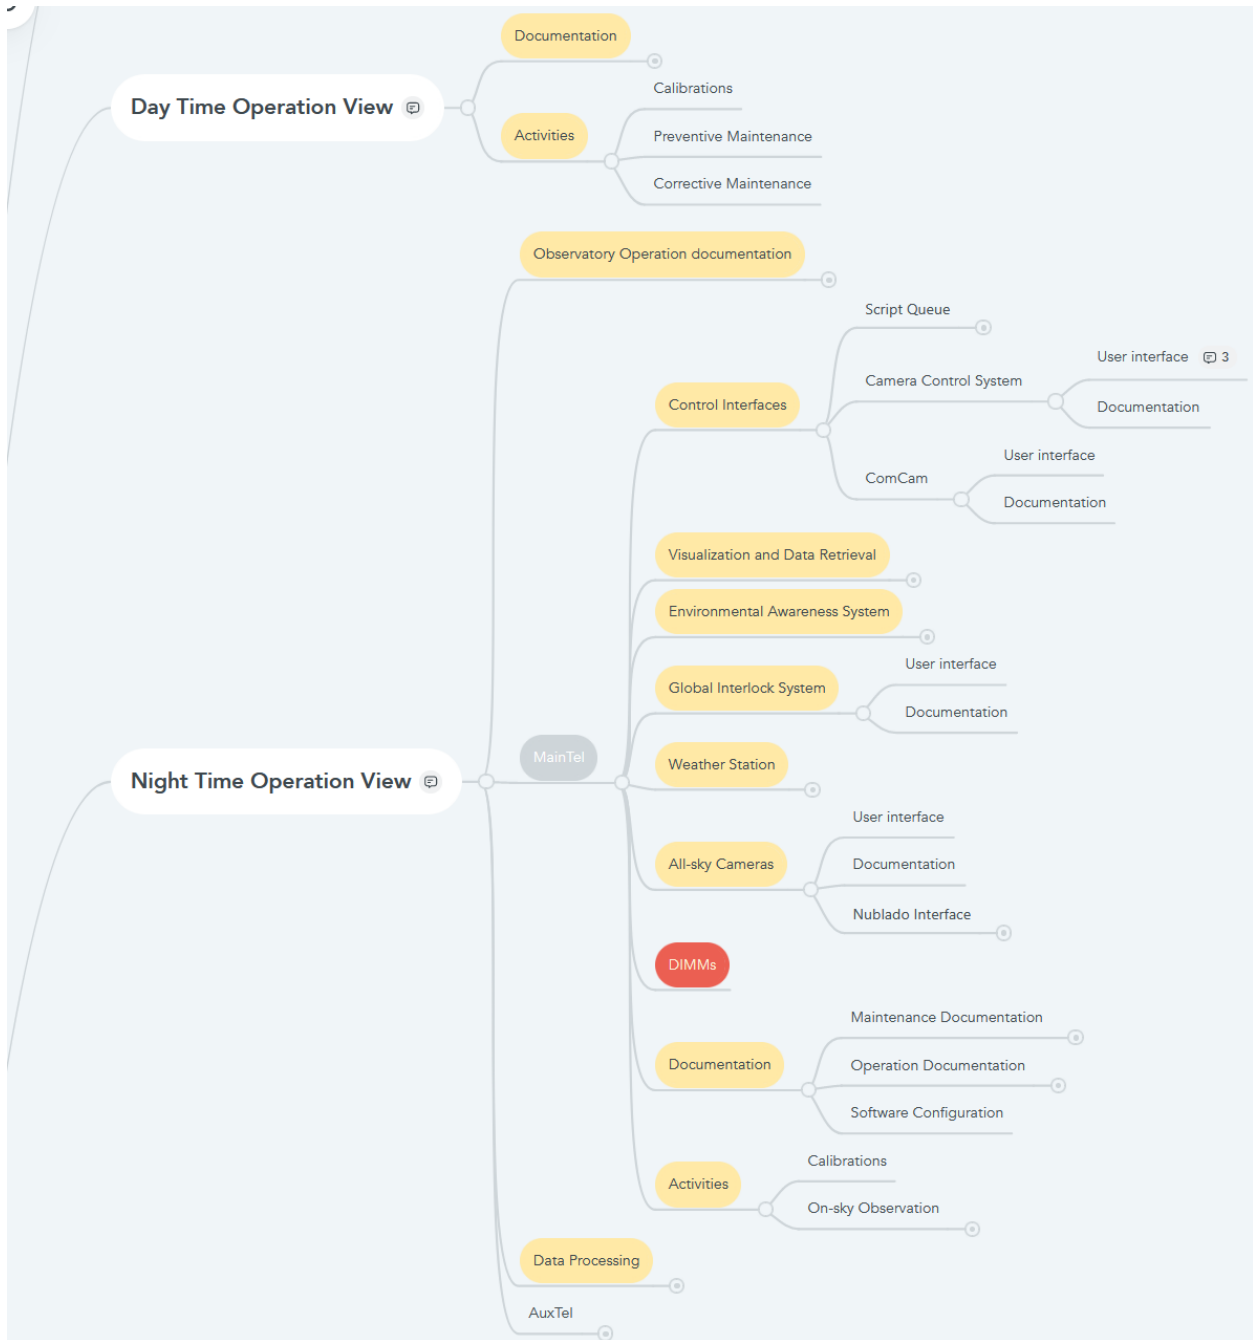 Documentation
Day Time Operation View
Calibrations
Activities
Preventive Maintenance
Corrective Maintenance
Observatory Operation documentation
Script Queue
User interface 3
Camera Control System
Control Interfaces
Documentation
User interface
ComCam
Documentation
Visualization and Data Retrieval
Environmental Awareness System
User interface
Global Interlock System
Documentation
MainTel
Weather Station
Night Time Operation View
User interface
All-sky Cameras
Documentation
Nublado Interface
DIMMs
Maintenance Documentation
Documentation
Operation Documentation
Software Configuration
Calibrations
Activities
On-sky Observation
Data Processing
AuxTel